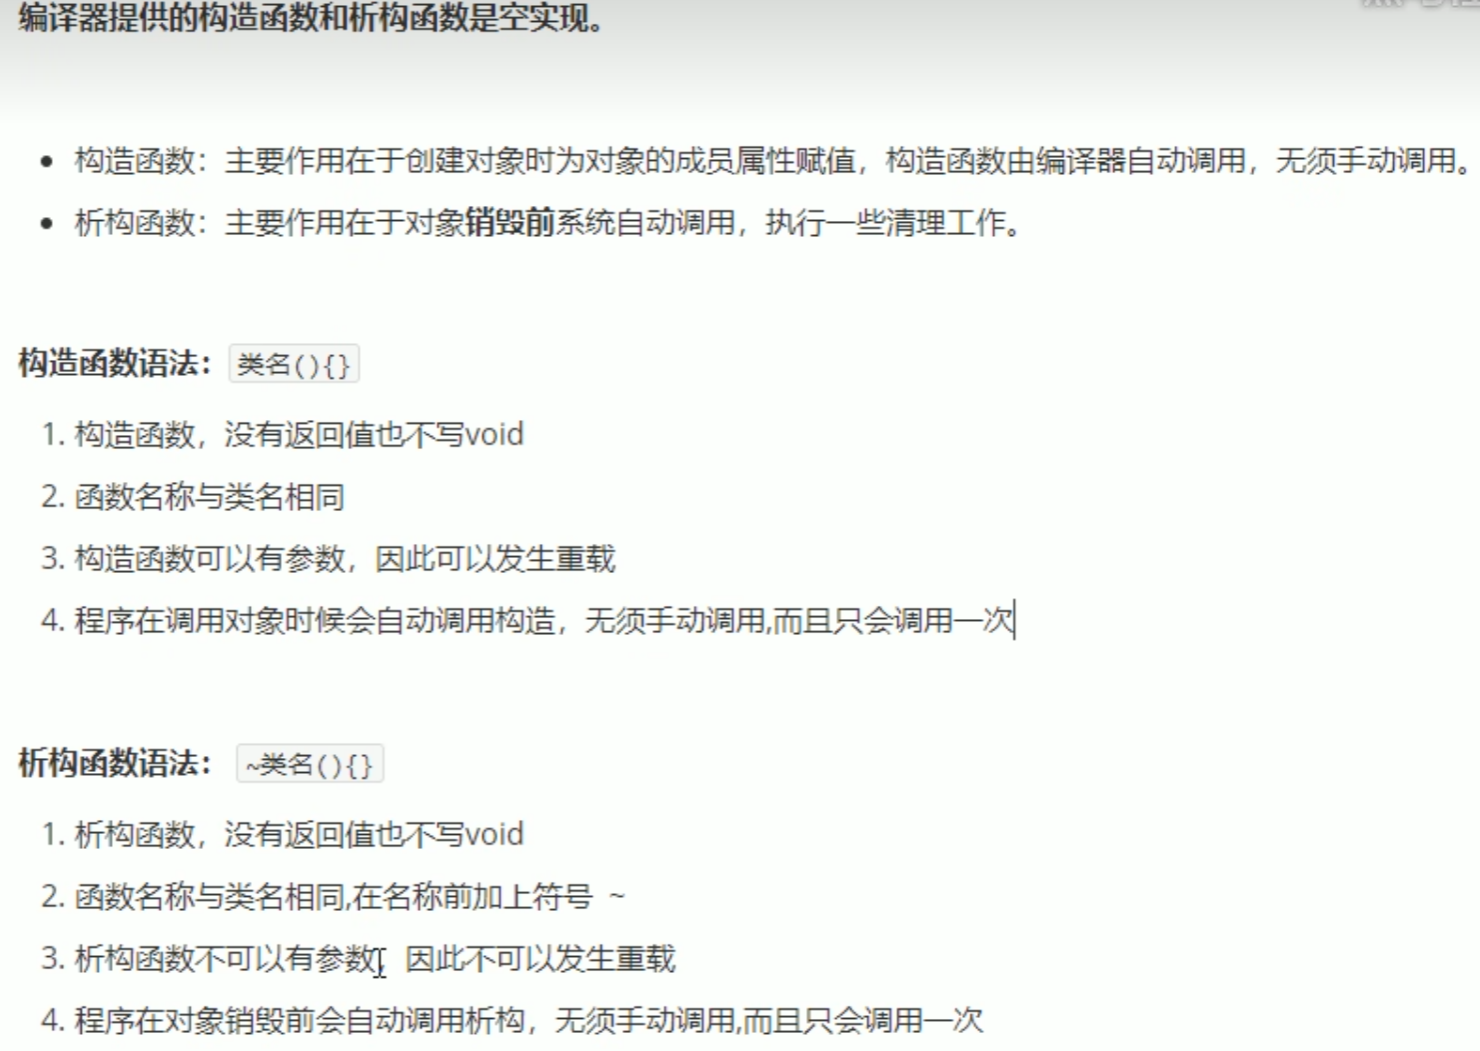 编译器提供的构造函数和析构函数是空实现。
• 构造函数：主要作用在于创建对象时为对象的成员属性赋值，构造函数由编译器自动调用，无须手动调用。
• 析构函数：主要作用在于对象销毁前系统自动调用，执行一些清理工作。
构造函数语法： 类名(){}
1. 构造函数，没有返回值也不写void
2. 函数名称与类名相同
3. 构造函数可以有参数，因此可以发生重载
4. 程序在调用对象时候会自动调用构造，无须手动调用,而且只会调用一次
析构函数语法： ~类名(){}
1. 析构函数，没有返回值也不写void
2. 函数名称与类名相同,在名称前加上符号 ~
3. 析构函数不可以有参数，因此不可以发生重载
4. 程序在对象销毁前会自动调用析构，无须手动调用,而且只会调用一次